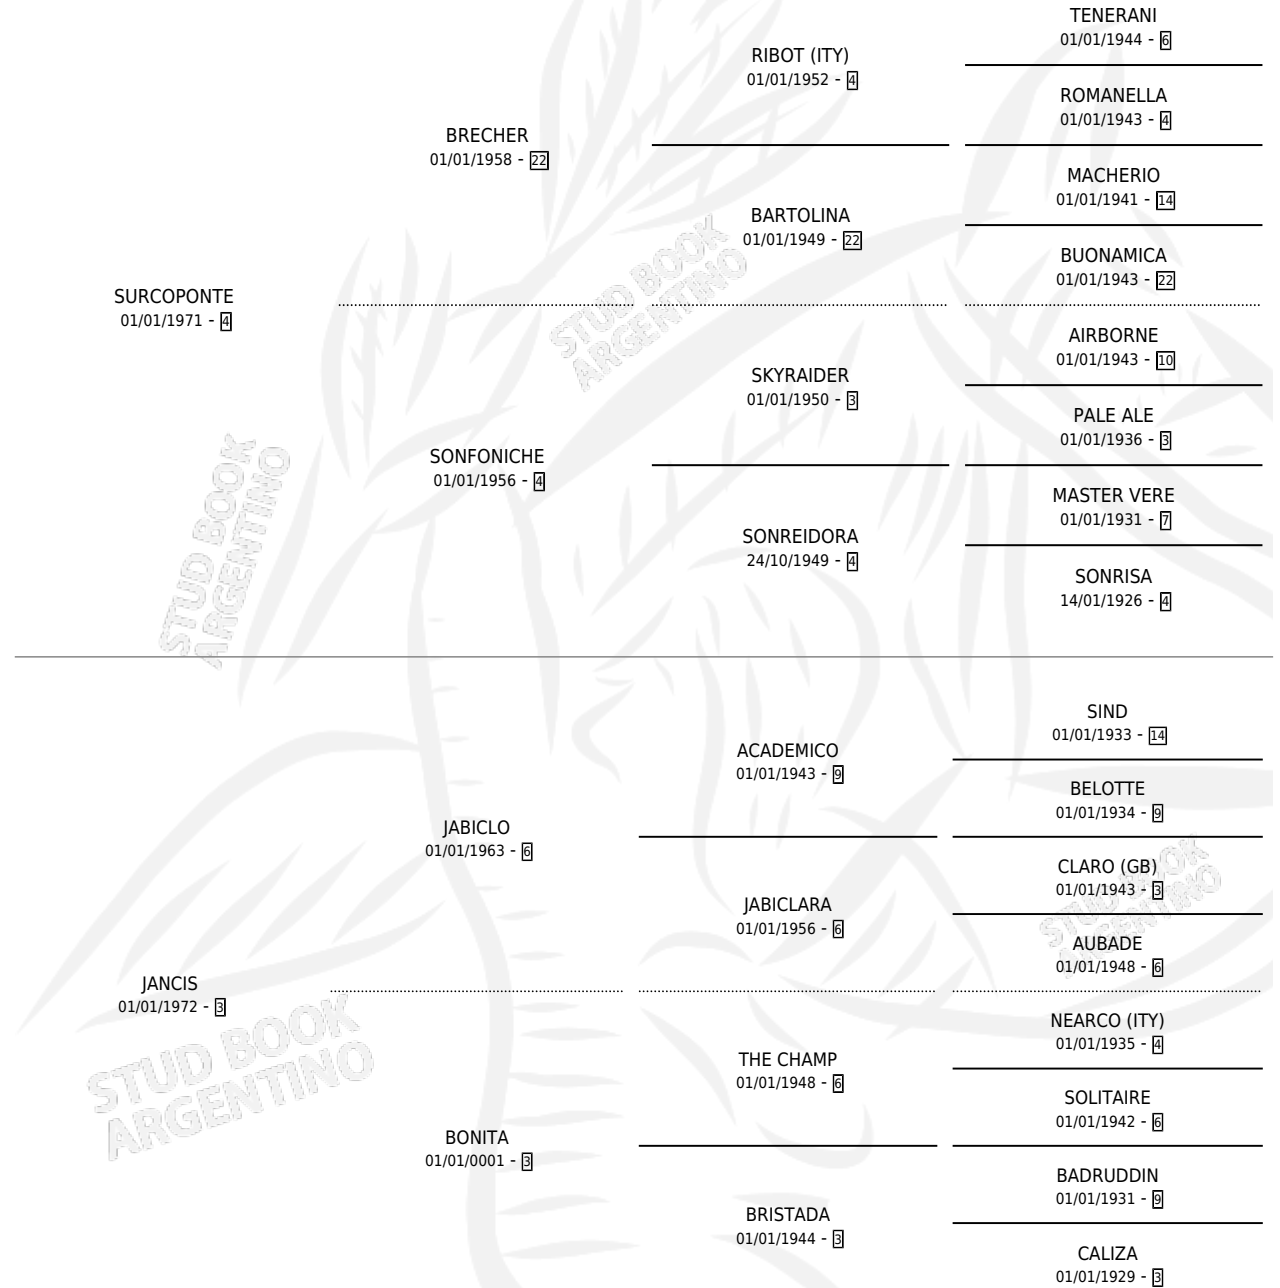 TENERANI
01/01/1944 - 6
RIBOT (ITY)
01/01/1952 - 4
ROMANELLA
01/01/1943 - 4
BRECHER
01/01/1958 - 22
MACHERIO
01/01/1941 - 14
BARTOLINA
01/01/1949 - 22
BUONAMICA
01/01/1943 - 22
SURCOPONTE
01/01/1971 - 4
STUD BOOK
ARGENTINO
AIRBORNE
01/01/1943 - 10
SKYRAIDER
01/01/1950 - 3
PALE ALE
01/01/1936 - 3
SONFONICHE
01/01/1956 - 4
MASTER VERE
01/01/1931 - 7
SONREIDORA
24/10/1949 - 4
SONRISA
14/01/1926 - 4
STUD BOOK
ARGENTINO
SIND
01/01/1933 - 14
ACADEMICO
01/01/1943 - 9
BELOTTE
01/01/1934 - 9
JABICLO
01/01/1963 - 6
CLARO (GB)
01/01/1943 - 3
JABICLARA
01/01/1956 - 6
STUD BOOK
ARGENTINO
AUBADE
01/01/1948 - 6
JANCIS
01/01/1972 - 3
NEARCO (ITY)
01/01/1935 - 4
THE CHAMP
01/01/1948 - 6
SOLITAIRE
01/01/1942 - 6
STUD BOOK
ARGENTINO
BONITA
01/01/0001 - 3
BADRUDDIN
01/01/1931 - 9
BRISTADA
01/01/1944 - 3
CALIZA
01/01/1929 - 3